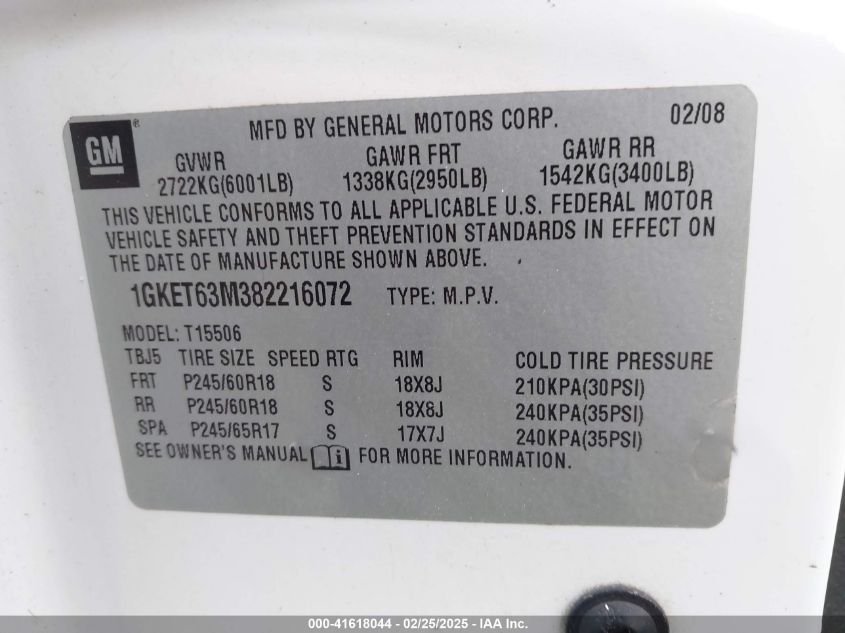 GM
MFD BY GENERAL MOTORS CORP. 02/08
GVWR GAWR FRT GAWR RR
2722KG(6001LB) 1338KG(2950LB) 1542KG(3400LB)
THIS VEHICLE CONFORMS TO ALL APPLICABLE U.S. FEDERAL MOTOR
VEHICLE SAFETY AND THEFT PREVENTION STANDARDS IN EFFECT ON
THE DATE OF MANUFACTURE SHOWN ABOVE.
1GKET63M382216072 TYPE: M.P.V.
MODEL: T15506
TBJ5 TIRE SIZE SPEED RTG RIM COLD TIRE PRESSURE
FRT P245/60R18 S 18X8J 210KPA(30PSI)
RR P245/60R18 S 18X8J 240KPA(35PSI)
SPA P245/65R17 S 17X7J 240KPA(35PSI)
SEE OWNER'S MANUAL i FOR MORE INFORMATION.
000-41618044 - 02/25/2025 - IAA Inc.